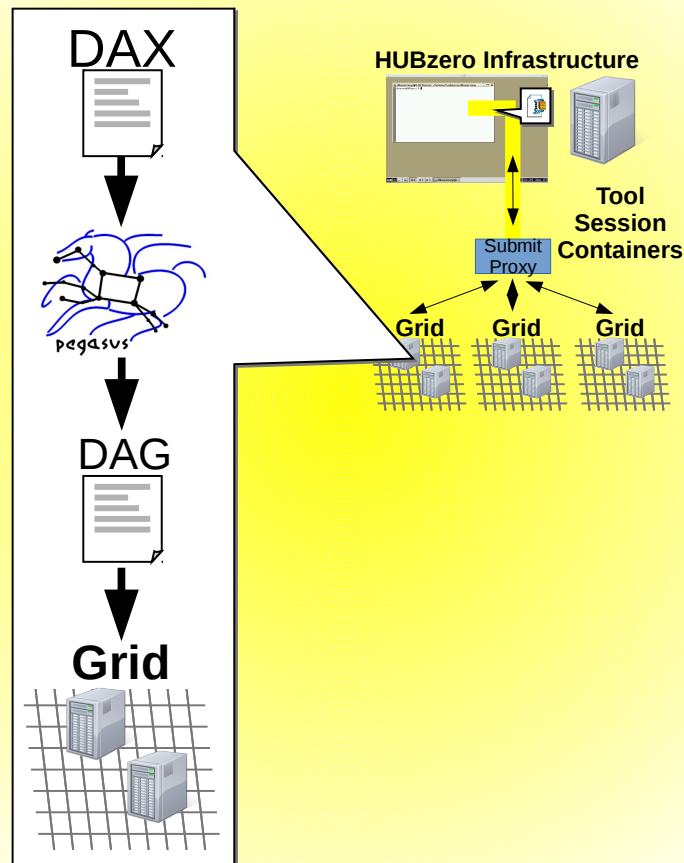 DAX
pegasus
DAG
Grid
HUBzero Infrastructure
Tool
Session
Containers
Submit
Proxy
Grid
Grid
Grid